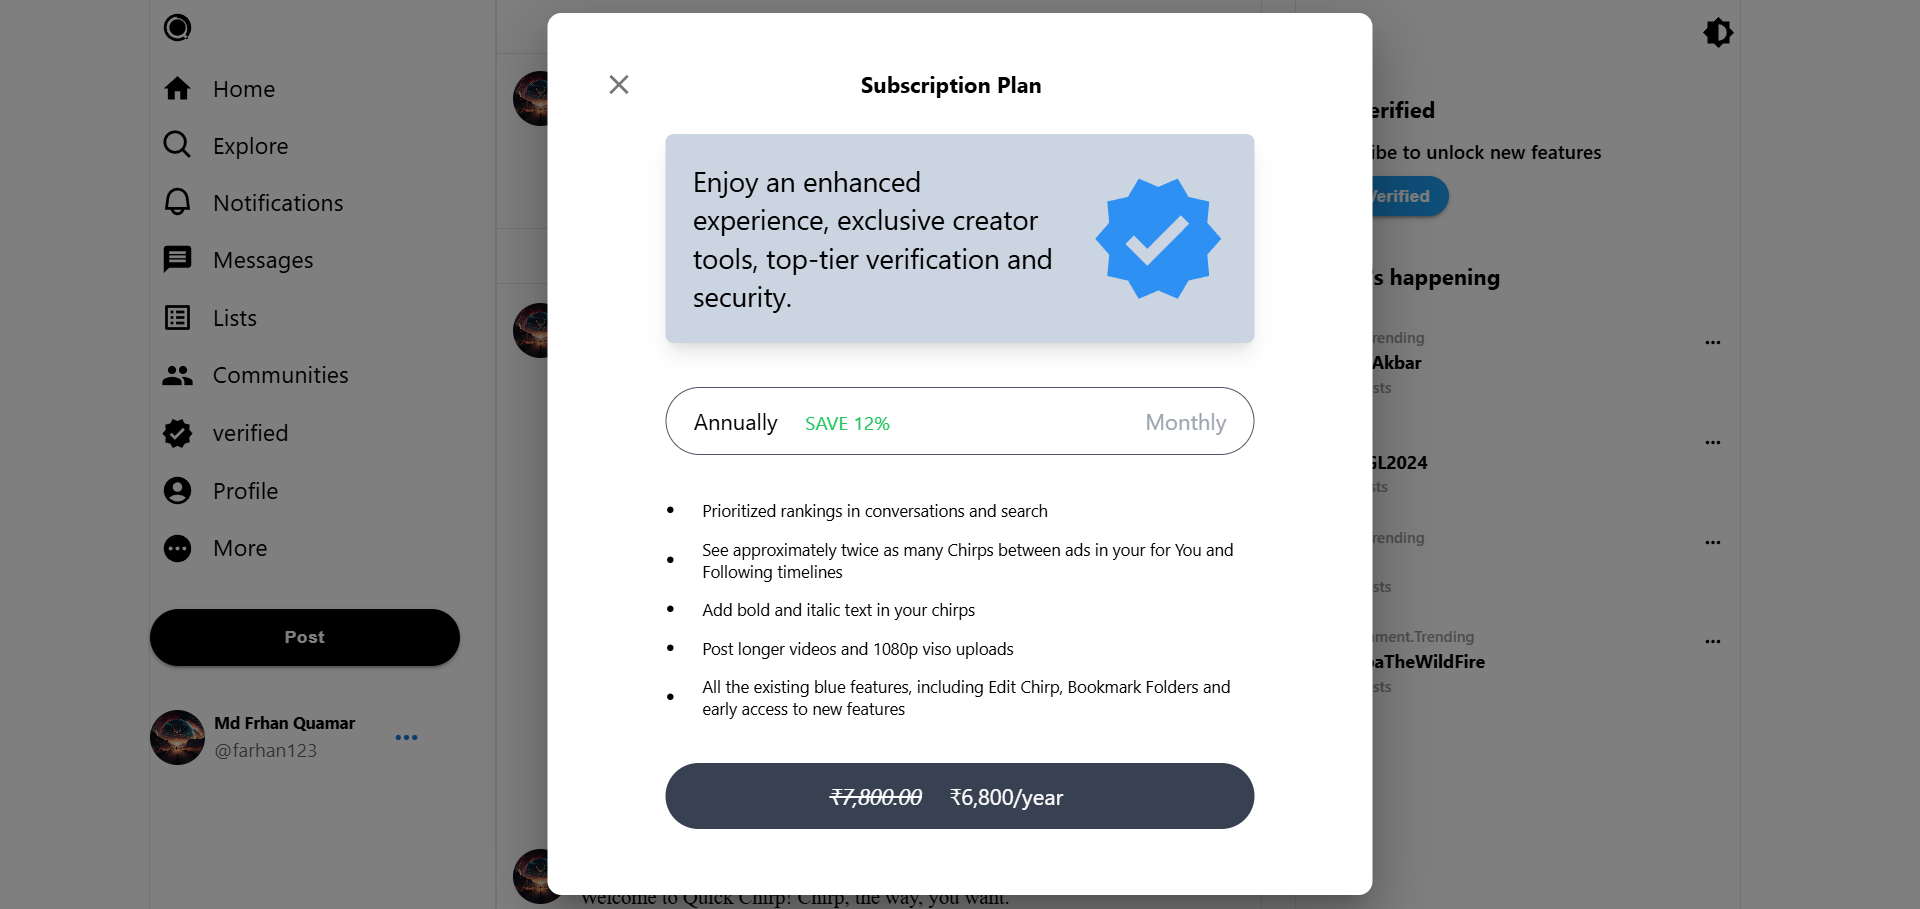 Home
Explore
Notifications
Messages
Lists
Communities
verified
Profile
More
Post
Md Frhan Quamar
@farhan123
Subscription Plan
Enjoy an enhanced
experience, exclusive creator
tools, top-tier verification and
security.
Annually SAVE 12% Monthly
Prioritized rankings in conversations and search
See approximately twice as many Chirps between ads in your for You and
Following timelines
Add bold and italic text in your chirps
Post longer videos and 1080p viso uploads
All the existing blue features, including Edit Chirp, Bookmark Folders and
early access to new features
₹7,800.00 ₹6,800/year
Welcome to Quick Chirp! Chirp, the way, you want.
erified
ibe to unlock new features
Verified
's happening
rending
Akbar
sts
GL2024
sts
rending
sts
nment.Trending
aTheWildFire
sts